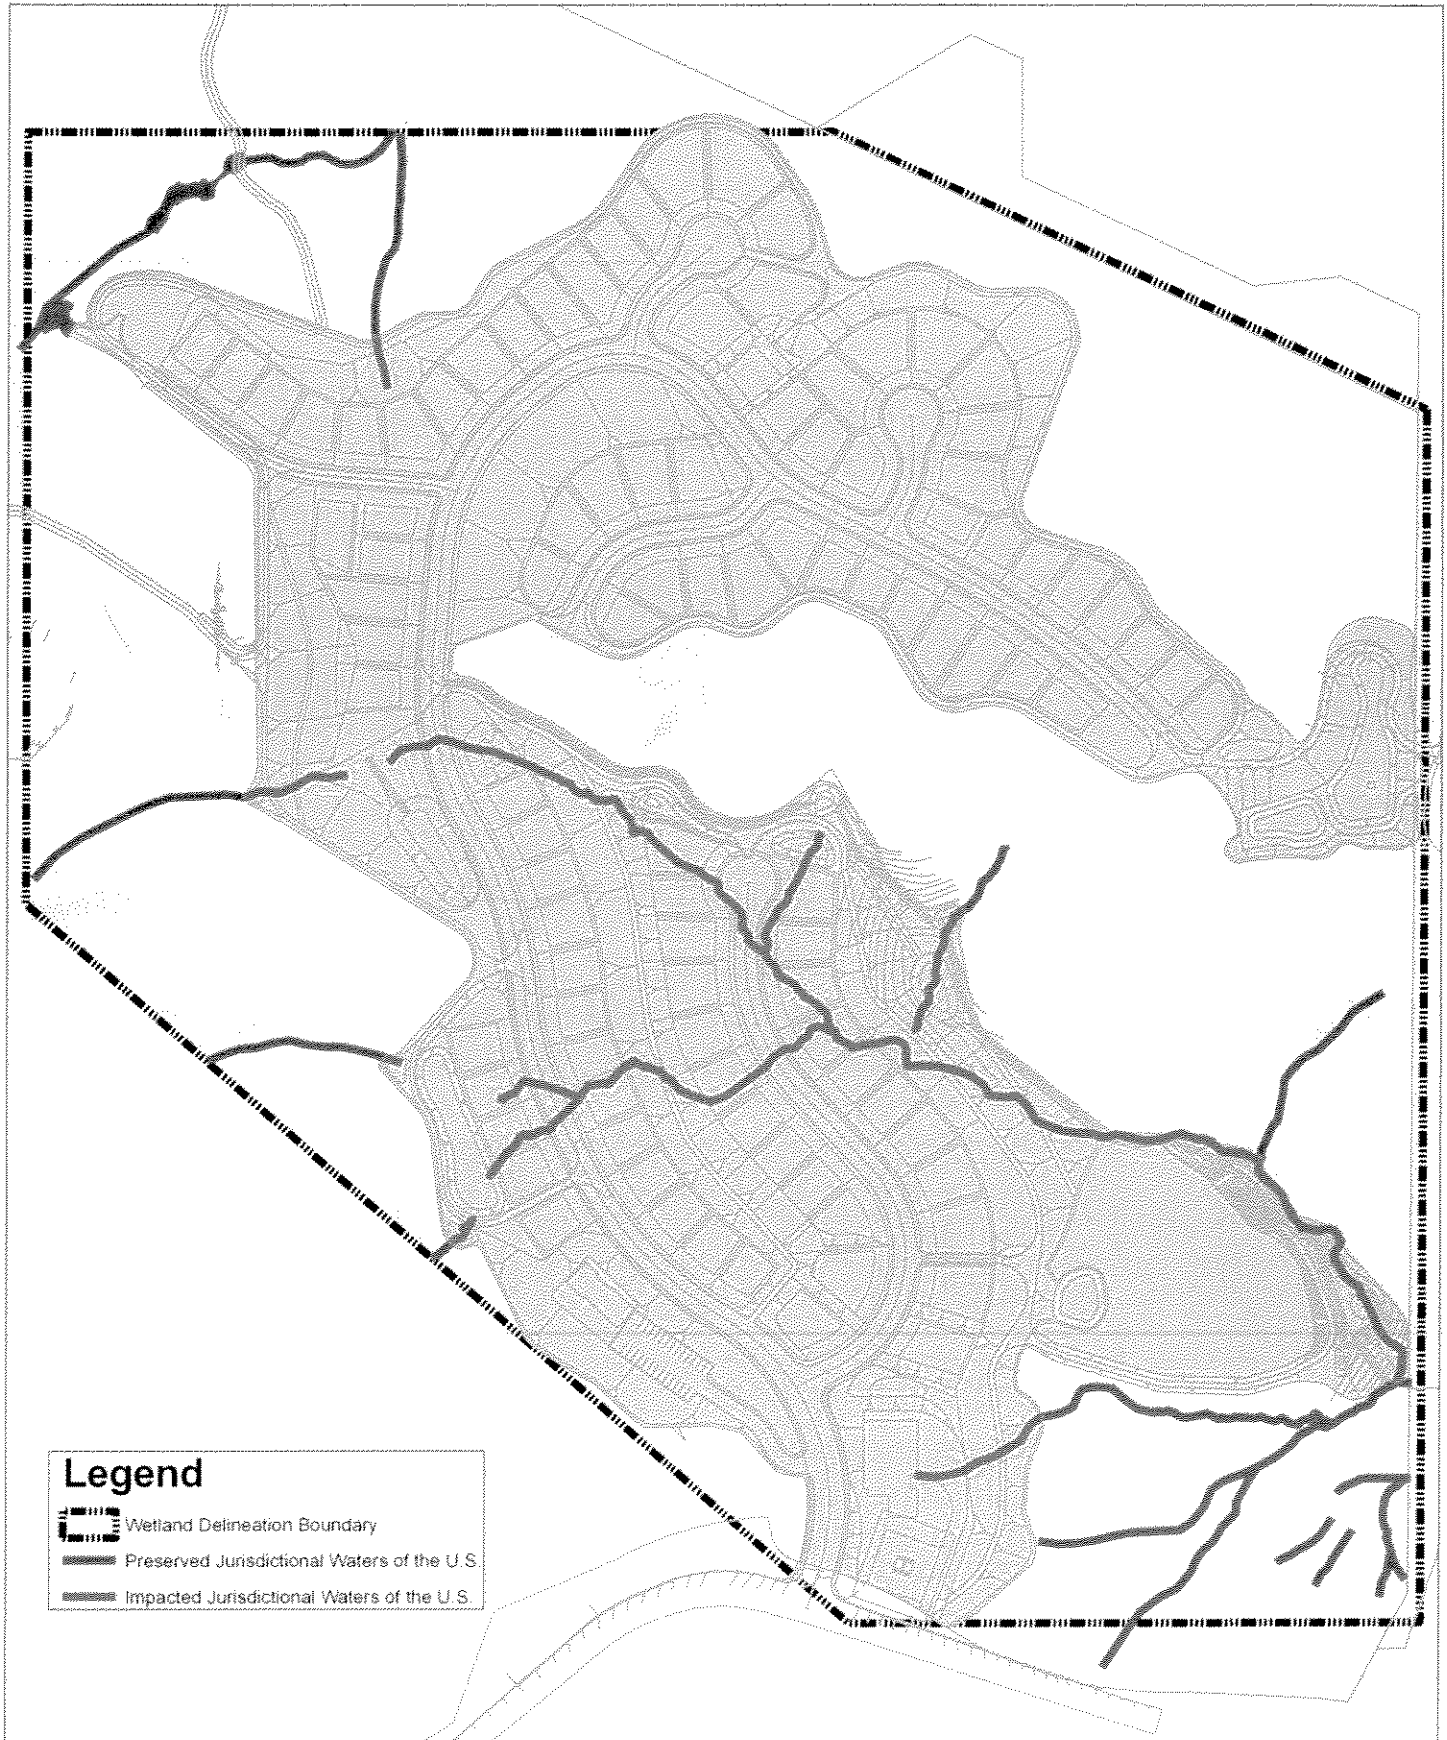 Legend
Wetland Delineation Boundary
Preserved Jurisdictional Waters of the U.S.
Impacted Jurisdictional Waters of the U.S.